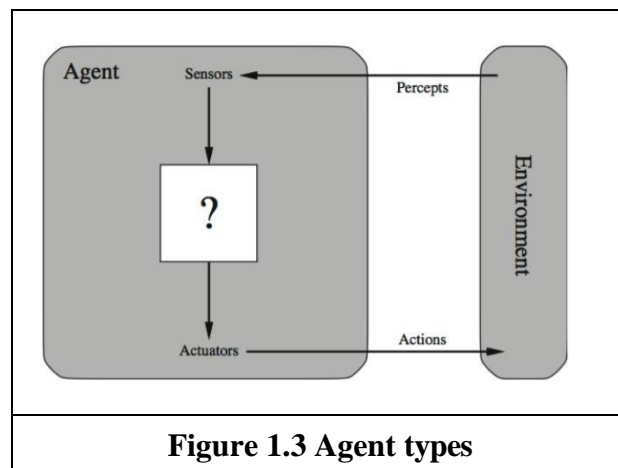 Agent
Sensors
Percepts
?
Environment
Actuators
Actions
Figure 1.3 Agent types